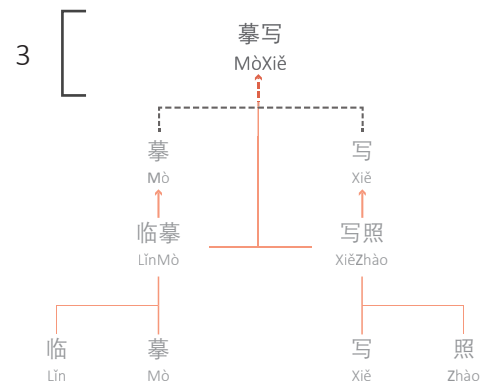 3
摹写
MòXiě
摹 写
Mò Xiě
临摹 写照
LǐnMò XiěZhào
临 摹 写 照
Lǐn Mò Xiě Zhào